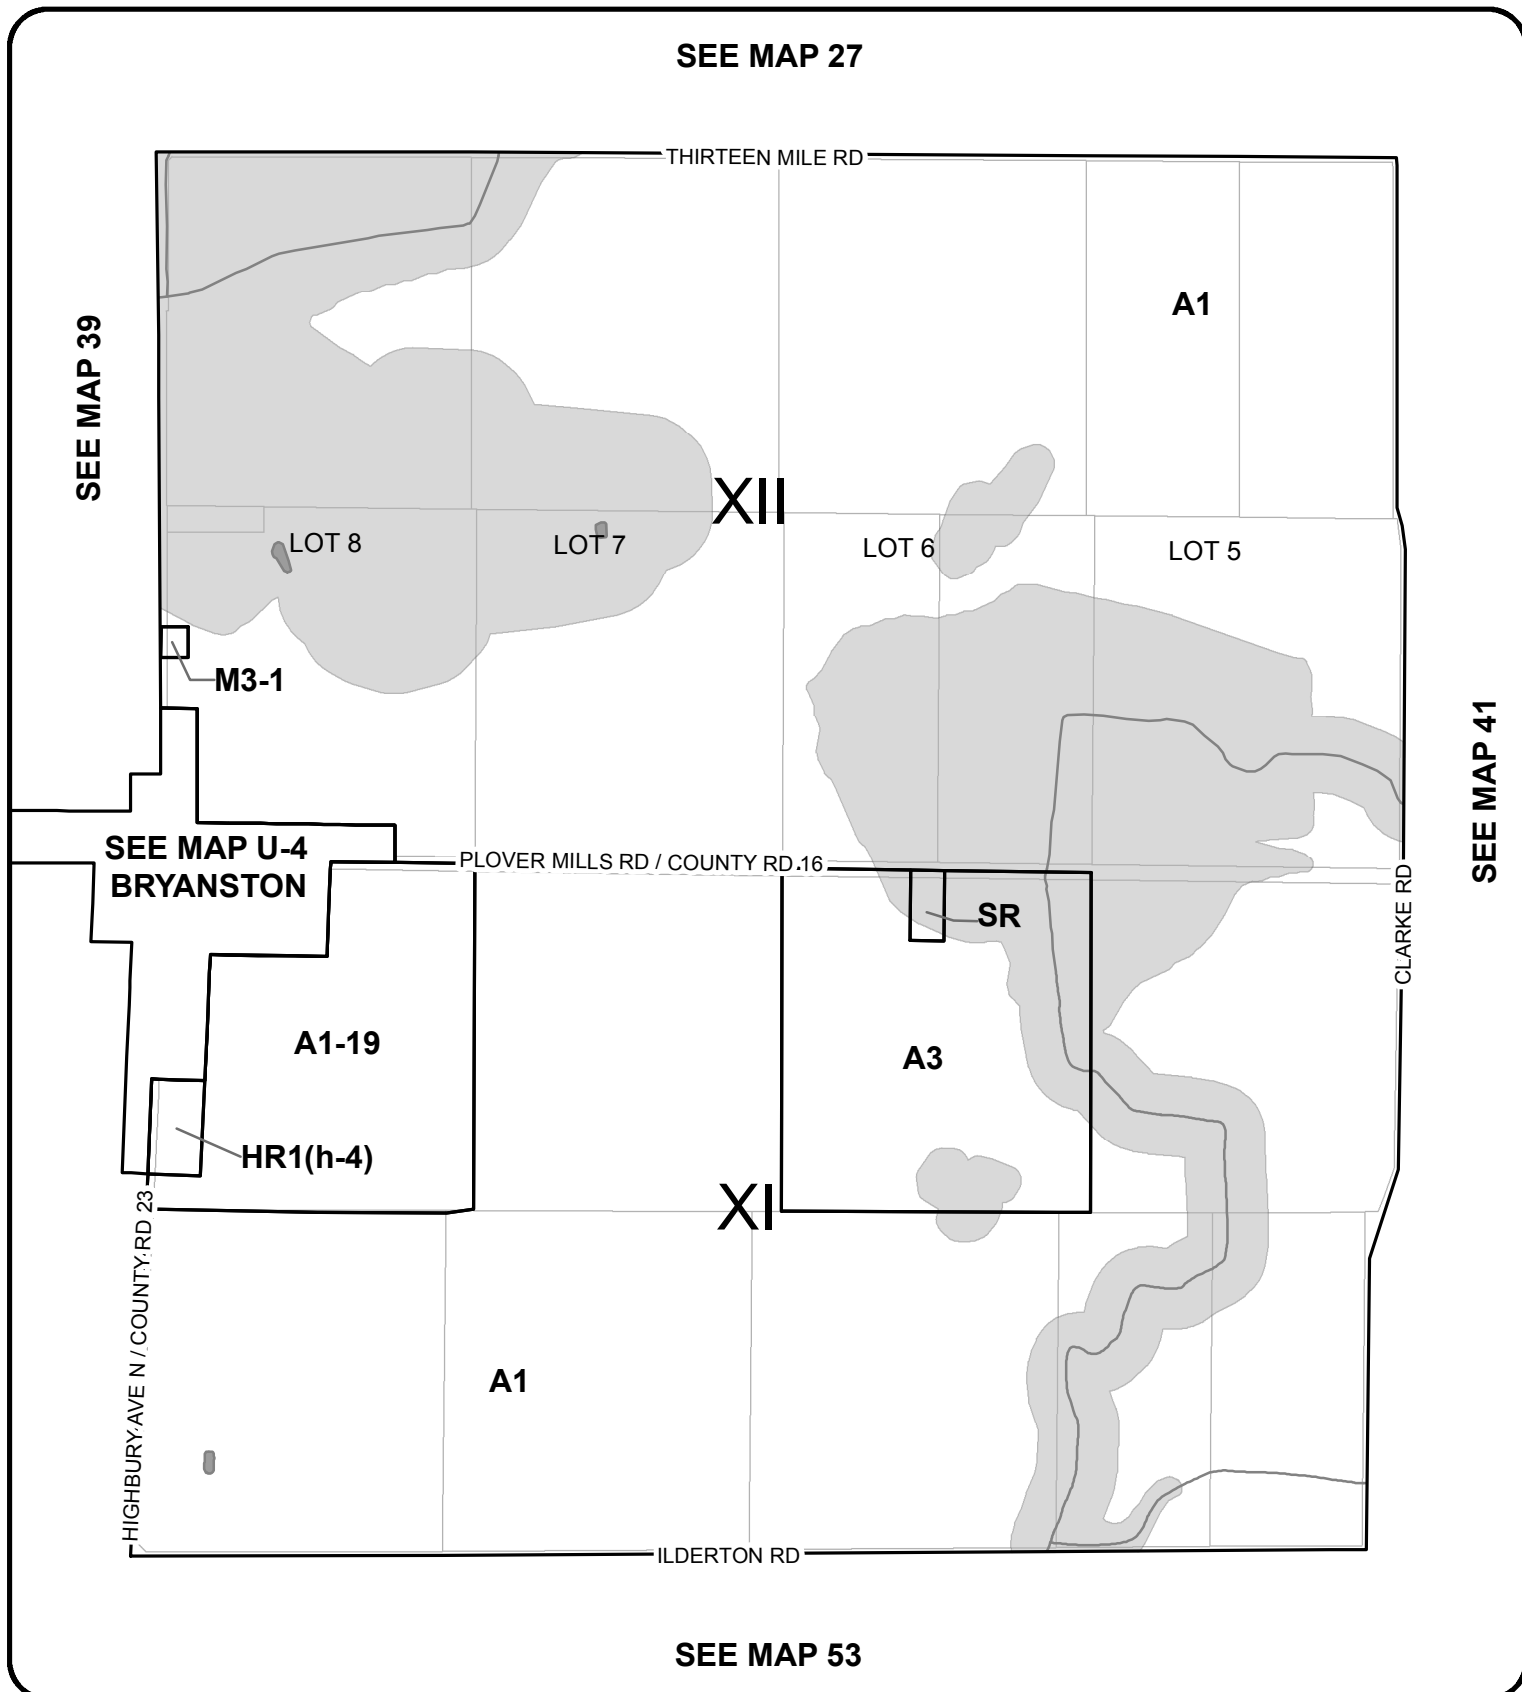 SEE MAP 27
THIRTEEN MILE RD
A1
SEE MAP 39
XII
LOT 8
LOT 7
LOT 6
LOT 5
M3-1
SEE MAP 41
SEE MAP U-4
BRYANSTON
PLOVER MILLS RD / COUNTY RD 16
SR
CLARKE RD
A1-19
A3
HR1(h-4)
XI
HIGHBURY AVE N / COUNTY RD 23
A1
ILDERTON RD
SEE MAP 53